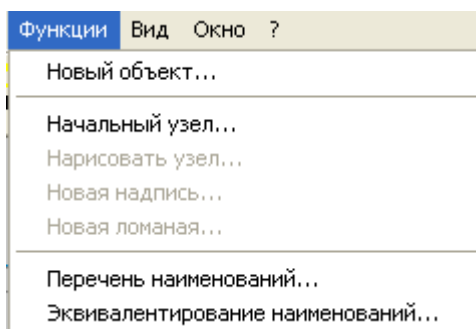 Функции Вид Окно ?
Новый объект...
Начальный узел...
Нарисовать узел...
Новая надпись...
Новая ломаная...
Перечень наименований...
Эквивалентирование наименований...